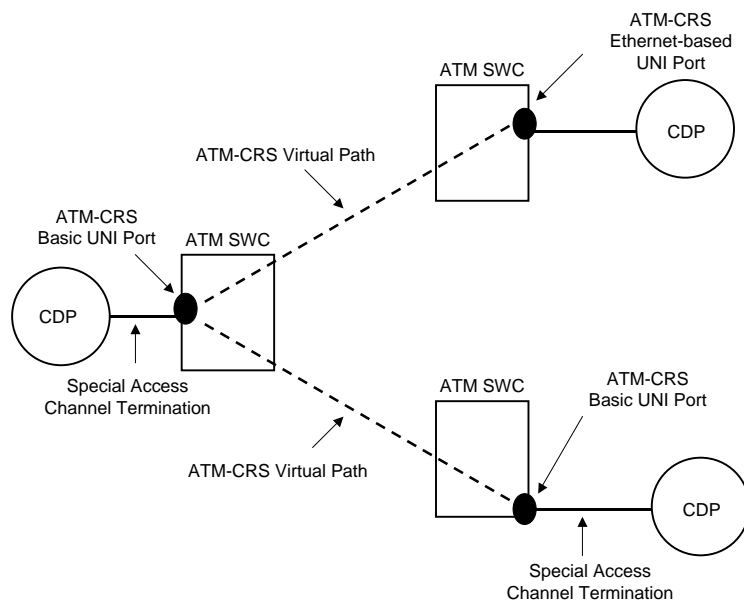 ATM-CRS
Ethernet-based
UNI Port
ATM SWC
CDP
ATM-CRS Virtual Path
ATM-CRS
Basic UNI Port
ATM SWC
CDP
Special Access
Channel Termination
ATM SWC
ATM-CRS
Basic UNI Port
ATM-CRS Virtual Path
CDP
Special Access
Channel Termination